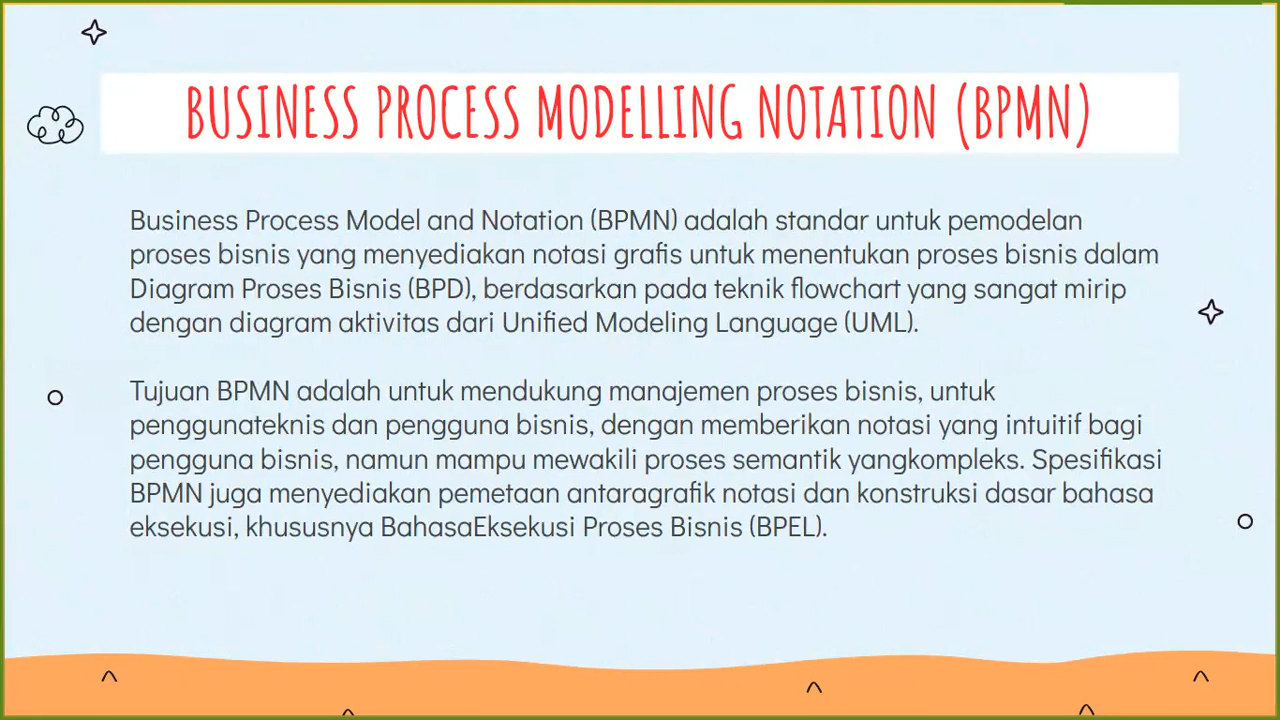 BUSINESS PROCESS MODELLING NOTATION (BPMN)
Business Process Model and Notation (BPMN) adalah standar untuk pemodelan
proses bisnis yang menyediakan notasi grafis untuk menentukan proses bisnis dalam
Diagram Proses Bisnis (BPD), berdasarkan pada teknik flowchart yang sangat mirip
dengan diagram aktivitas dari Unified Modeling Language (UML).
Tujuan BPMN adalah untuk mendukung manajemen proses bisnis, untuk
penggunateknis dan pengguna bisnis, dengan memberikan notasi yang intuitif bagi
pengguna bisnis, namun mampu mewakili proses semantik yangkompleks. Spesifikasi
BPMN juga menyediakan pemetaan antaragrafik notasi dan konstruksi dasar bahasa
eksekusi, khususnya BahasaEksekusi Proses Bisnis (BPEL).